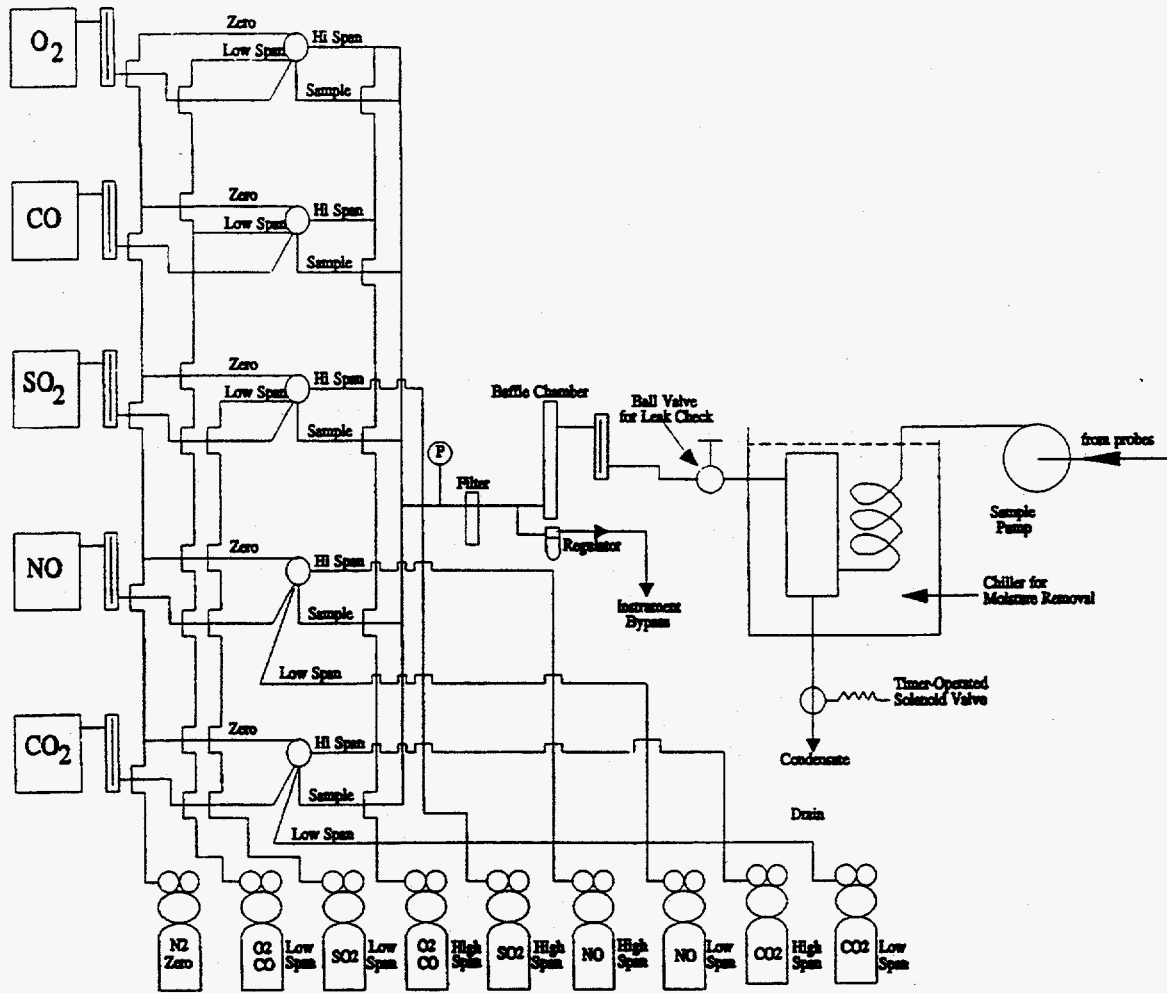 O2
Zero
Hi Span
Low Span
Sample
CO
Zero
Hi Span
Low Span
Sample
SO2
Zero
Hi Span
Low Span
Sample
P
Filter
Baffle Chamber
Ball Valve
for Leak Check
from probes
Sample
Pump
Regulator
Instrument
Bypass
Chiller for
Moisture Removal
NO
Zero
Hi Span
Sample
Low Span
Timer-Operated
Solenoid Valve
Condensate
Drain
CO2
Zero
Hi Span
Sample
Low Span
N2
Zero
O2
CO
Low
Span
SO2
Low
Span
O2
CO
High
Span
SO2
High
Span
NO
High
Span
NO
Low
Span
CO2
High
Span
CO2
Low
Span